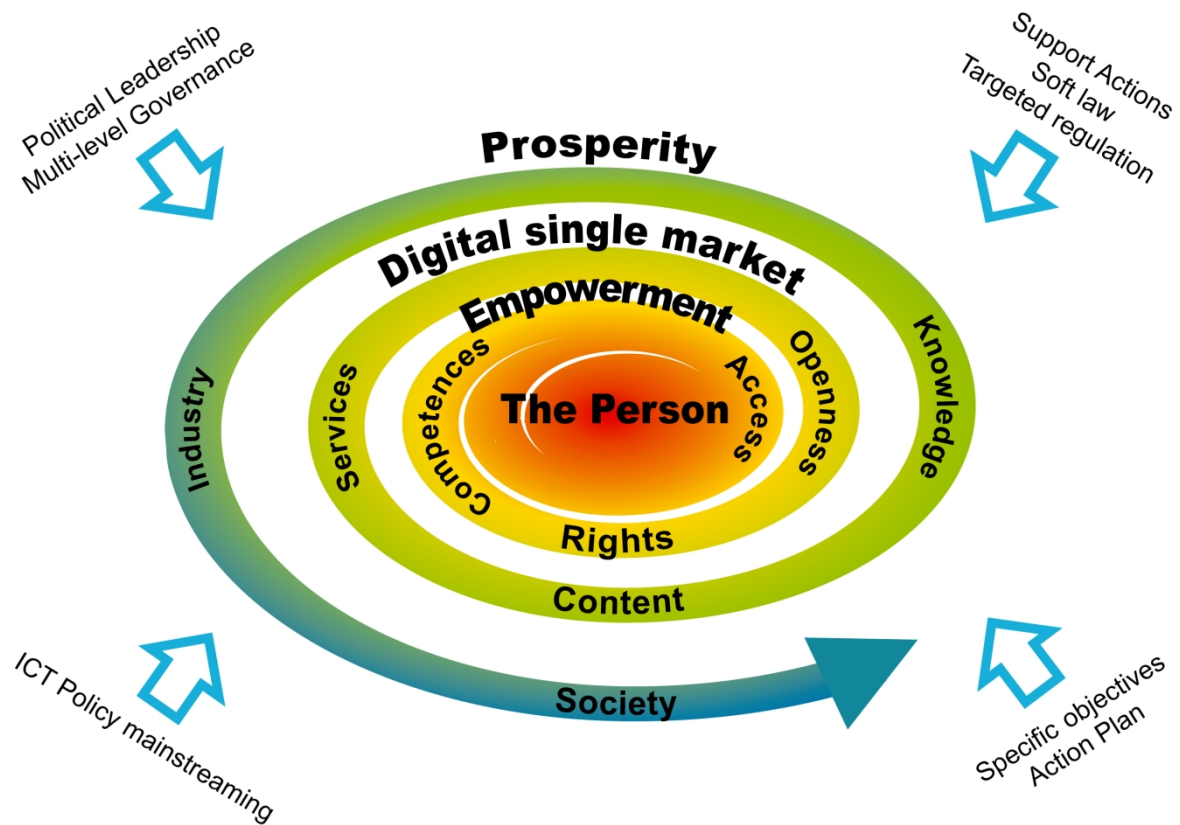 Political Leadership
Multi-level Governance
Support Actions
Soft law
Targeted regulation
Prosperity
Digital single market
Empowerment
The Person
Competences
Access
Rights
Services
Openness
Content
Industry
Knowledge
Society
ICT Policy mainstreaming
Specific objectives
Action Plan